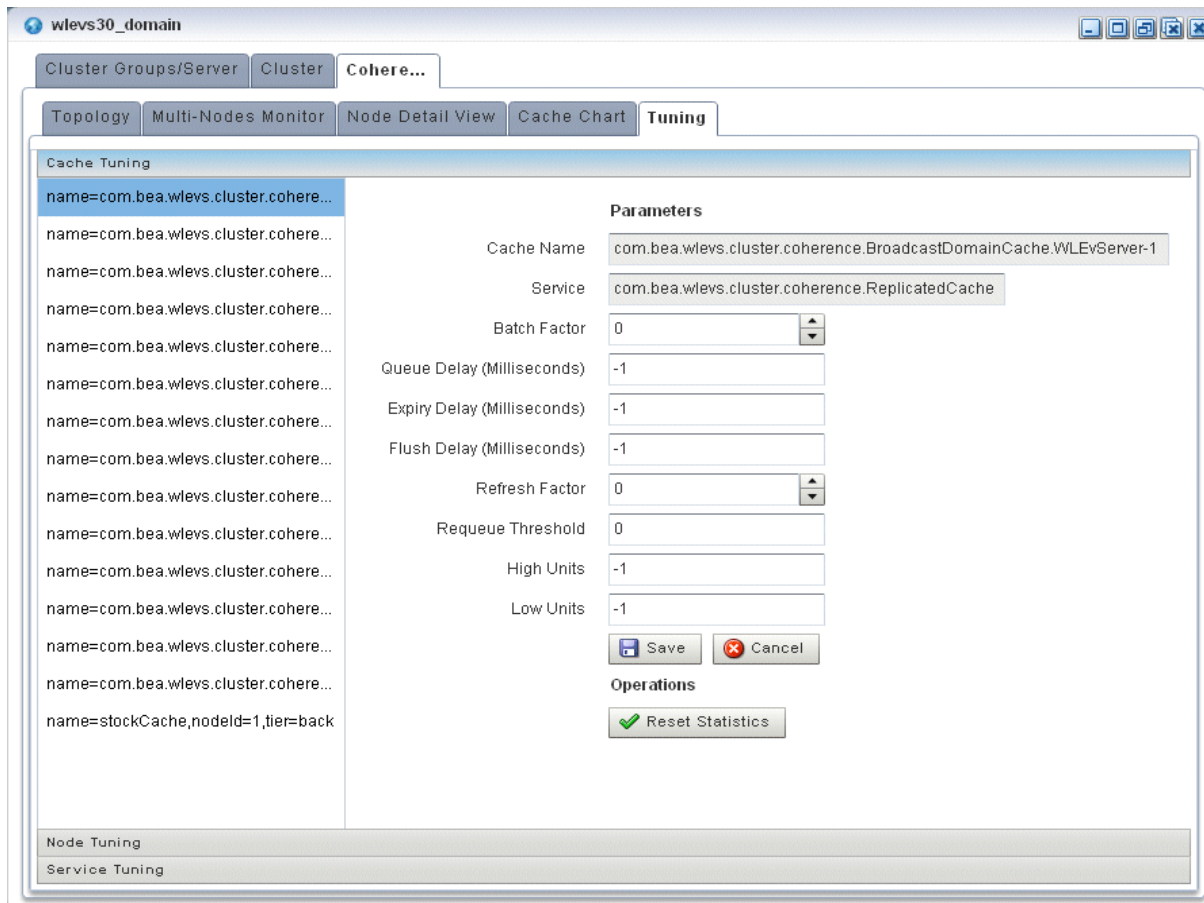 wlevs30_domain
Cluster Groups/Server Cluster Cohere...
Topology Multi-Nodes Monitor Node Detail View Cache Chart Tuning
Cache Tuning
name=com.bea.wlevs.cluster.cohere...
name=com.bea.wlevs.cluster.cohere...
name=com.bea.wlevs.cluster.cohere...
name=com.bea.wlevs.cluster.cohere...
name=com.bea.wlevs.cluster.cohere...
name=com.bea.wlevs.cluster.cohere...
name=com.bea.wlevs.cluster.cohere...
name=com.bea.wlevs.cluster.cohere...
name=com.bea.wlevs.cluster.cohere...
name=com.bea.wlevs.cluster.cohere...
name=com.bea.wlevs.cluster.cohere...
name=com.bea.wlevs.cluster.cohere...
name=com.bea.wlevs.cluster.cohere...
name=com.bea.wlevs.cluster.cohere...
name=stockCache,nodeId=1,tier=back
Parameters
Cache Name com.bea.wlevs.cluster.coherence.BroadcastDomainCache.WLEvServer-1
Service com.bea.wlevs.cluster.coherence.ReplicatedCache
Batch Factor 0
Queue Delay (Milliseconds) -1
Expiry Delay (Milliseconds) -1
Flush Delay (Milliseconds) -1
Refresh Factor 0
Requeue Threshold 0
High Units -1
Low Units -1
Save Cancel
Operations
Reset Statistics
Node Tuning
Service Tuning